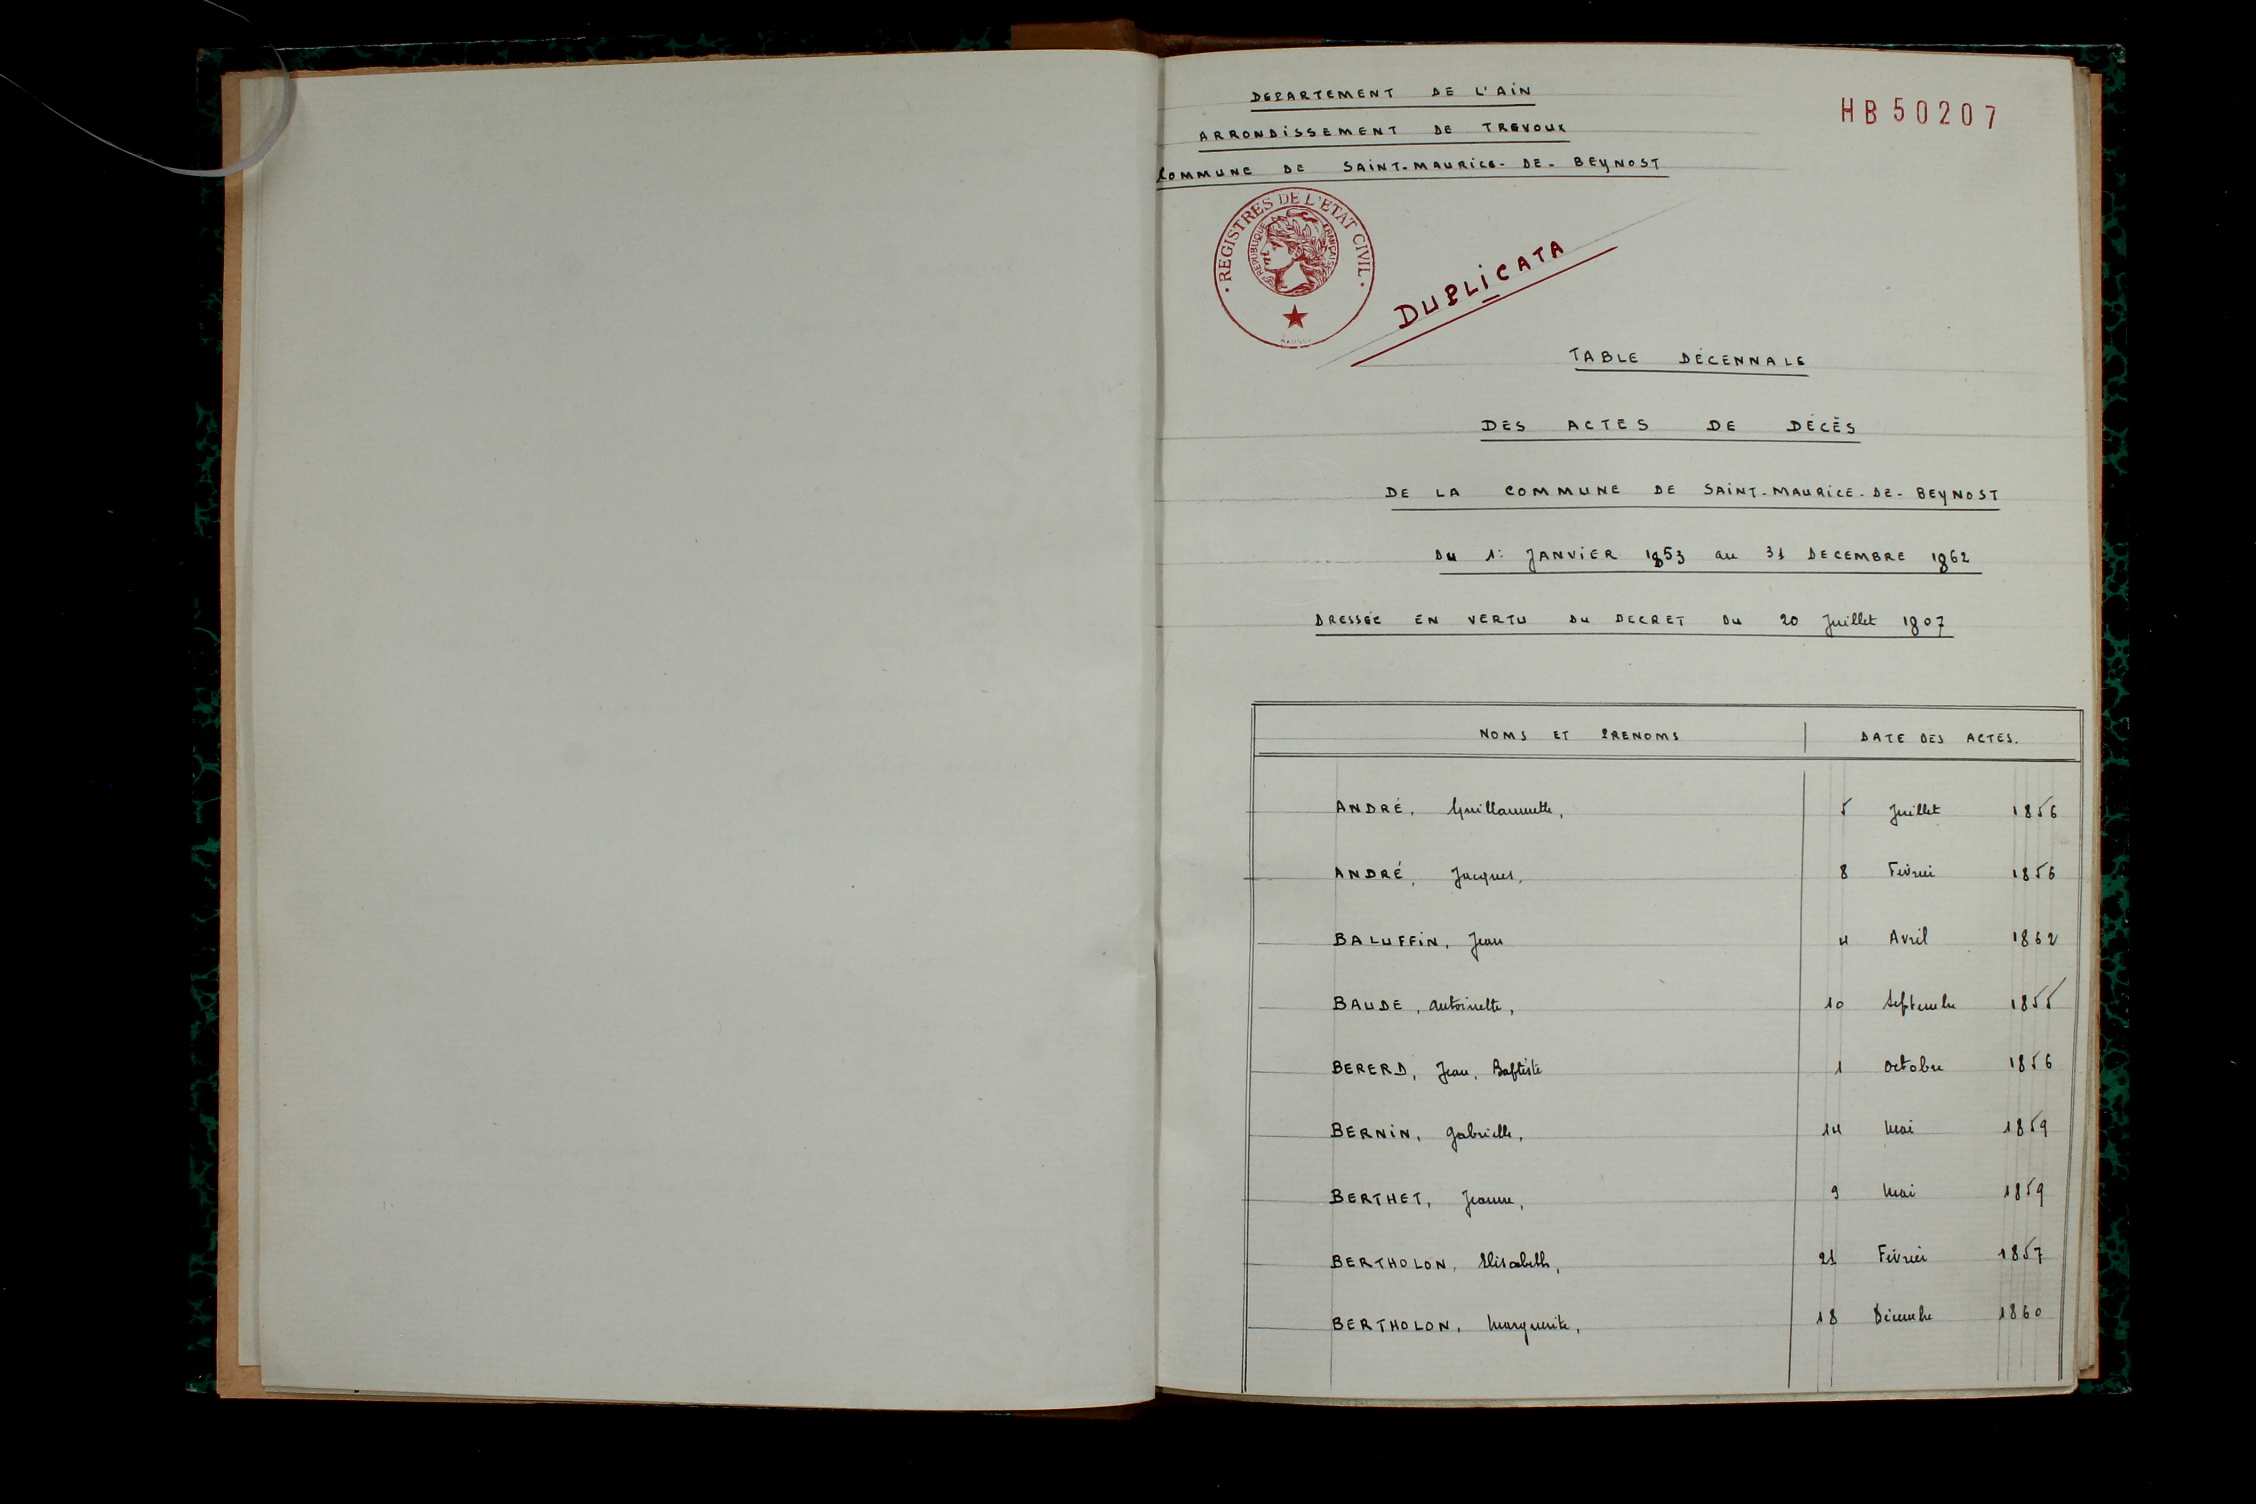 DEPARTEMENT DE L'AIN
HB 50207
ARRONDISSEMENT DE TREVOUX
COMMUNE DE SAINT-MAURICE-DE-BEYNOST
REGISTRES DE L'ETAT CIVIL
REPUBLIQUE FRANÇAISE
DUPLICATA
TABLE DÉCENNALE
DES ACTES DE DÉCÈS
DE LA COMMUNE DE SAINT-MAURICE-DE-BEYNOST
DU 1: JANVIER 1853 au 31 DECEMBRE 1862
DRESSÉE EN VERTU DU DECRET DU 20 Juillet 1807
NOMS ET PRENOMS DATE DES ACTES.
ANDRÉ, Guillaumette, 5 Juillet 1856
ANDRÉ, Jacques, 8 Février 1856
BALUFFIN, Jean 4 Avril 1862
BAUDE, Antoinette, 10 Septembre 1855
BERERD, Jean, Baptiste 1 Octobre 1856
BERNIN, Gabrielle, 14 Mai 1859
BERTHET, Jeanne, 9 Mai 1859
BERTHOLON, Elisabeth, 21 Février 1857
BERTHOLON, Marguerite, 18 Décembre 1860